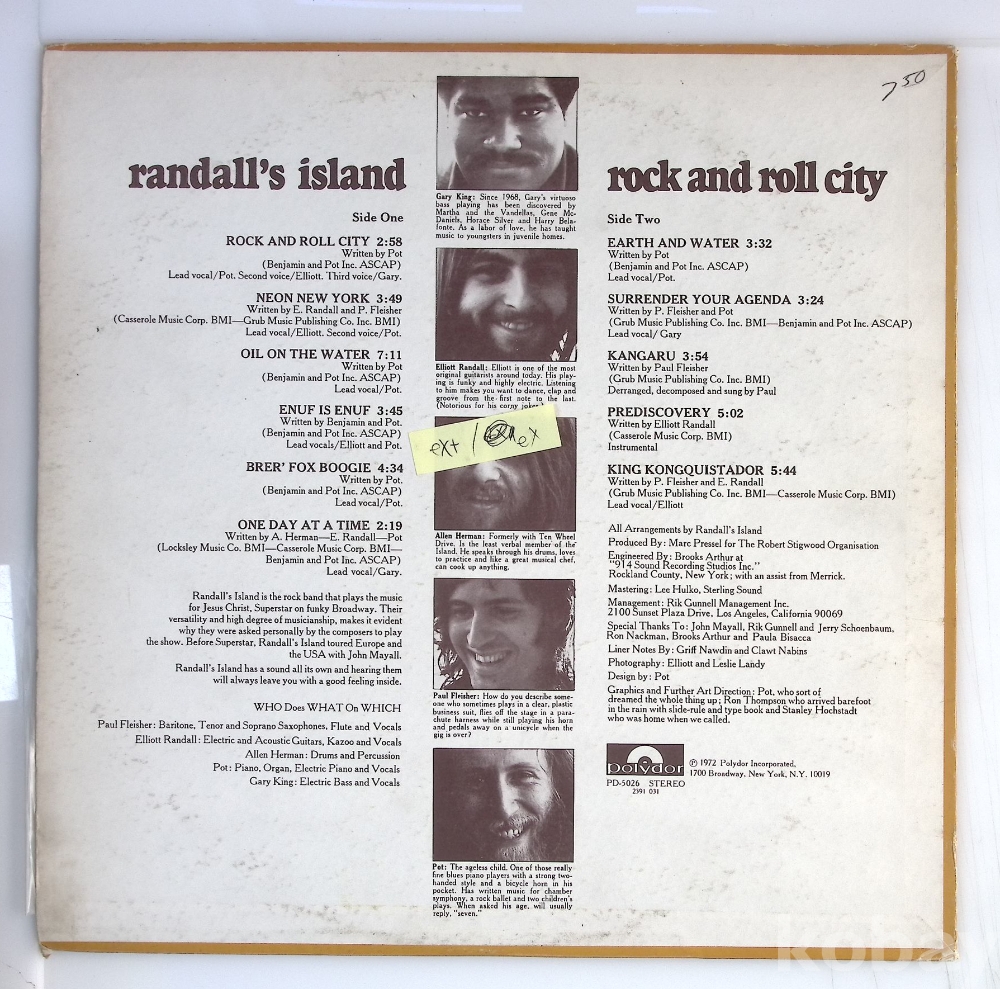 7 50
randall's island
Side One
ROCK AND ROLL CITY 2:58
Written by Pot
(Benjamin and Pot Inc. ASCAP)
Lead vocal/Pot. Second voice/Elliott. Third voice/Gary.
NEON NEW YORK 3:49
Written by E. Randall and P. Fleisher
(Casserole Music Corp. BMI—Grub Music Publishing Co. Inc. BMI)
Lead vocal/Elliott. Second voice/Pot.
OIL ON THE WATER 7:11
Written by Pot
(Benjamin and Pot Inc. ASCAP)
Lead vocal/Pot.
ENUF IS ENUF 3:45
Written by Benjamin and Pot.
(Benjamin and Pot Inc. ASCAP)
Lead vocals/Elliott and Pot.
BRER' FOX BOOGIE 4:34
Written by Pot.
(Benjamin and Pot Inc. ASCAP)
Lead vocal/Pot.
ONE DAY AT A TIME 2:19
Written by A. Herman—E. Randall—Pot
(Locksley Music Co. BMI—Casserole Music Corp. BMI—
Benjamin and Pot Inc. ASCAP)
Lead vocal/Gary.
Randall's Island is the rock band that plays the music
for Jesus Christ, Superstar on funky Broadway. Their
versatility and high degree of musicianship, makes it evident
why they were asked personally by the composers to play
the show. Before Superstar, Randall's Island toured Europe and
the USA with John Mayall.
Randall's Island has a sound all its own and hearing them
will always leave you with a good feeling inside.
WHO Does WHAT On WHICH
Paul Fleisher: Baritone, Tenor and Soprano Saxophones, Flute and Vocals
Elliott Randall: Electric and Acoustic Guitars, Kazoo and Vocals
Allen Herman: Drums and Percussion
Pot: Piano, Organ, Electric Piano and Vocals
Gary King: Electric Bass and Vocals
Gary King: Since 1968, Gary's virtuoso
bass playing has been discovered by
Martha and the Vandellas, Gene Mc-
Daniels, Horace Silver and Harry Bela-
fonte. As a labor of love, he has taught
music to youngsters in juvenile homes.
Elliott Randall: Elliott is one of the most
original guitarists around today. His play-
ing is funky and highly electric. Listening
to him makes you want to dance, clap and
groove from the first note to the last.
(Notorious for his corny jokes.)
ext / ex
Allen Herman: Formerly with Ten Wheel
Drive. Is the least verbal member of the
Island. He speaks through his drums, loves
to practice and like a great musical chef,
can cook up anything.
Paul Fleisher: How do you describe some-
one who sometimes plays in a clear, plastic
business suit, flies off the stage in a para-
chute harness while still playing his horn
and pedals away on a unicycle when the
gig is over?
Pot: The ageless child. One of those really
fine blues piano players with a strong two-
handed style and a bicycle horn in his
pocket. Has written music for chamber
symphony, a rock ballet and two children's
plays. When asked his age, will usually
reply, "seven."
rock and roll city
Side Two
EARTH AND WATER 3:32
Written by Pot
(Benjamin and Pot Inc. ASCAP)
Lead vocal/Pot.
SURRENDER YOUR AGENDA 3:24
Written by P. Fleisher and Pot
(Grub Music Publishing Co. Inc. BMI—Benjamin and Pot Inc. ASCAP)
Lead vocal/ Gary
KANGARU 3:54
Written by Paul Fleisher
(Grub Music Publishing Co. Inc. BMI)
Derranged, decomposed and sung by Paul
PREDISCOVERY 5:02
Written by Elliott Randall
(Casserole Music Corp. BMI)
Instrumental
KING KONGQUISTADOR 5:44
Written by P. Fleisher and E. Randall
(Grub Music Publishing Co. Inc. BMI—Casserole Music Corp. BMI)
Lead vocal/Elliott
All Arrangements by Randall's Island
Produced By: Marc Pressel for The Robert Stigwood Organisation
Engineered By: Brooks Arthur at
"914 Sound Recording Studios Inc."
Rockland County, New York; with an assist from Merrick.
Mastering: Lee Hulko, Sterling Sound
Management: Rik Gunnell Management Inc.
2100 Sunset Plaza Drive, Los Angeles, California 90069
Special Thanks To: John Mayall, Rik Gunnell and Jerry Schoenbaum,
Ron Nackman, Brooks Arthur and Paula Bisacca
Liner Notes By: Griff Nawdin and Clawt Nabins
Photography: Elliott and Leslie Landy
Design by: Pot
Graphics and Further Art Direction: Pot, who sort of
dreamed the whole thing up; Ron Thompson who arrived barefoot
in the rain with slide-rule and type book and Stanley Hochstadt
who was home when we called.
polydor
℗ 1972 Polydor Incorporated,
1700 Broadway, New York, N.Y. 10019
PD-5026 STEREO
2391 031